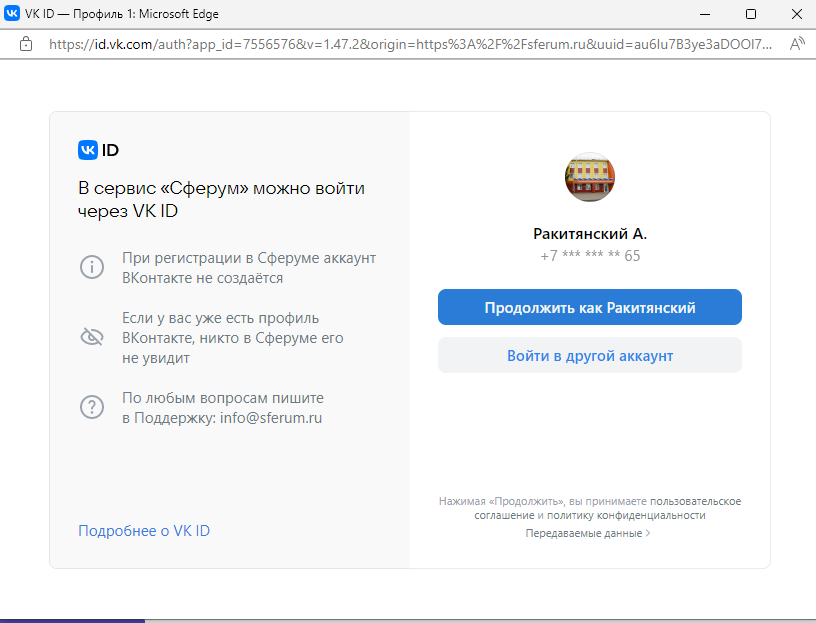 VK ID — Профиль 1: Microsoft Edge
https://id.vk.com/auth?app_id=7556576&v=1.47.2&origin=https%3A%2F%2Fsferum.ru&uuid=au6lu7B3ye3aDOOl7...
ID
В сервис «Сферум» можно войти
через VK ID
При регистрации в Сферуме аккаунт
ВКонтакте не создаётся
Если у вас уже есть профиль
ВКонтакте, никто в Сферуме его
не увидит
По любым вопросам пишите
в Поддержку: info@sferum.ru
Подробнее о VK ID
Ракитянский А.
+7 *** *** ** 65
Продолжить как Ракитянский
Войти в другой аккаунт
Нажимая «Продолжить», вы принимаете пользовательское
соглашение и политику конфиденциальности
Передаваемые данные